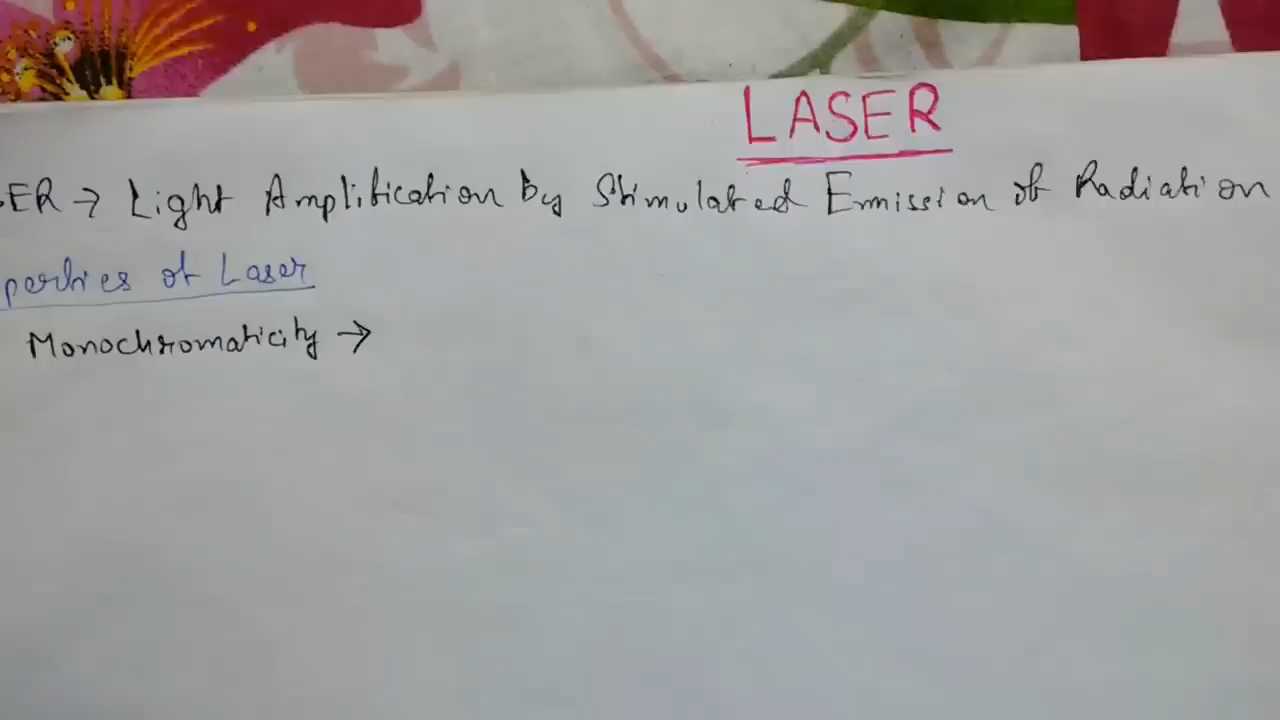 LASER
ER → Light Amplification by Stimulated Emission of Radiation
perties of Laser
Monochromaticity →